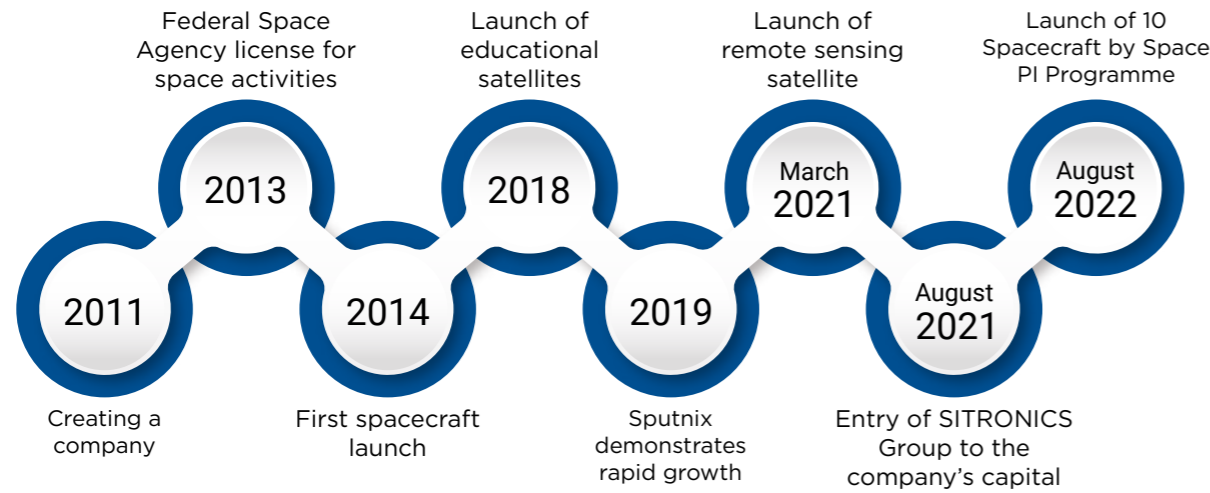 2011
Creating a
company
Federal Space
Agency license for
space activities
2013
2014
First spacecraft
launch
Launch of
educational
satellites
2018
2019
Sputnix
demonstrates
rapid growth
Launch of
remote sensing
satellite
March
2021
August
2021
Entry of SITRONICS
Group to the
company’s capital
Launch of 10
Spacecraft by Space
PI Programme
August
2022